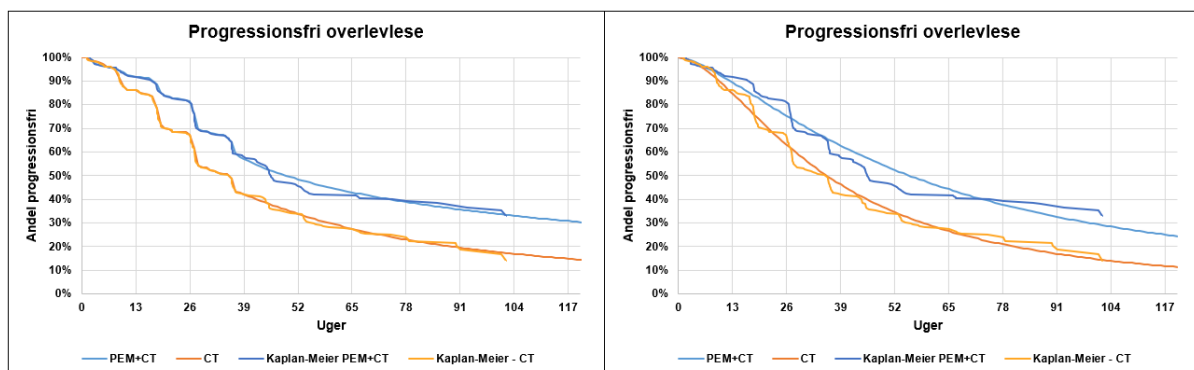 Progressionsfri overlevlese
Andel progressionsfri
100%
90%
80%
70%
60%
50%
40%
30%
20%
10%
0%
0 13 26 39 52 65 78 91 104 117
Uger
PEM+CT CT Kaplan-Meier PEM+CT Kaplan-Meier - CT
Progressionsfri overlevlese
Andel progressionsfri
100%
90%
80%
70%
60%
50%
40%
30%
20%
10%
0%
0 13 26 39 52 65 78 91 104 117
Uger
PEM+CT CT Kaplan-Meier PEM+CT Kaplan-Meier - CT